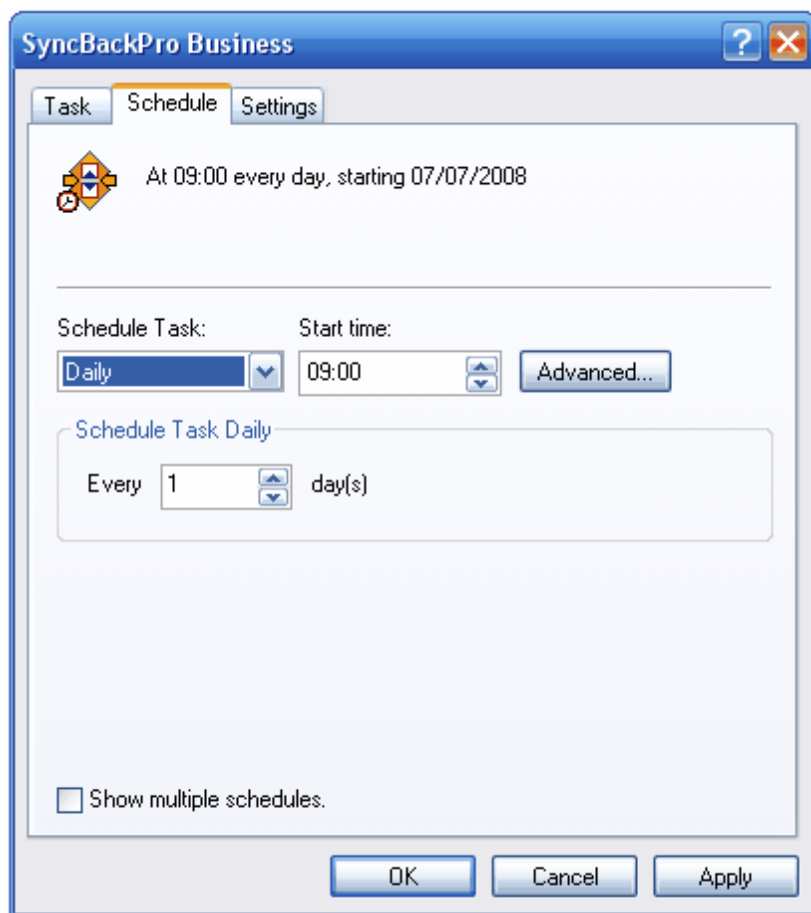 SyncBackPro Business
Task Schedule Settings
At 09:00 every day, starting 07/07/2008
Schedule Task: Start time:
Daily 09:00 Advanced...
Schedule Task Daily
Every 1 day(s)
Show multiple schedules.
OK Cancel Apply